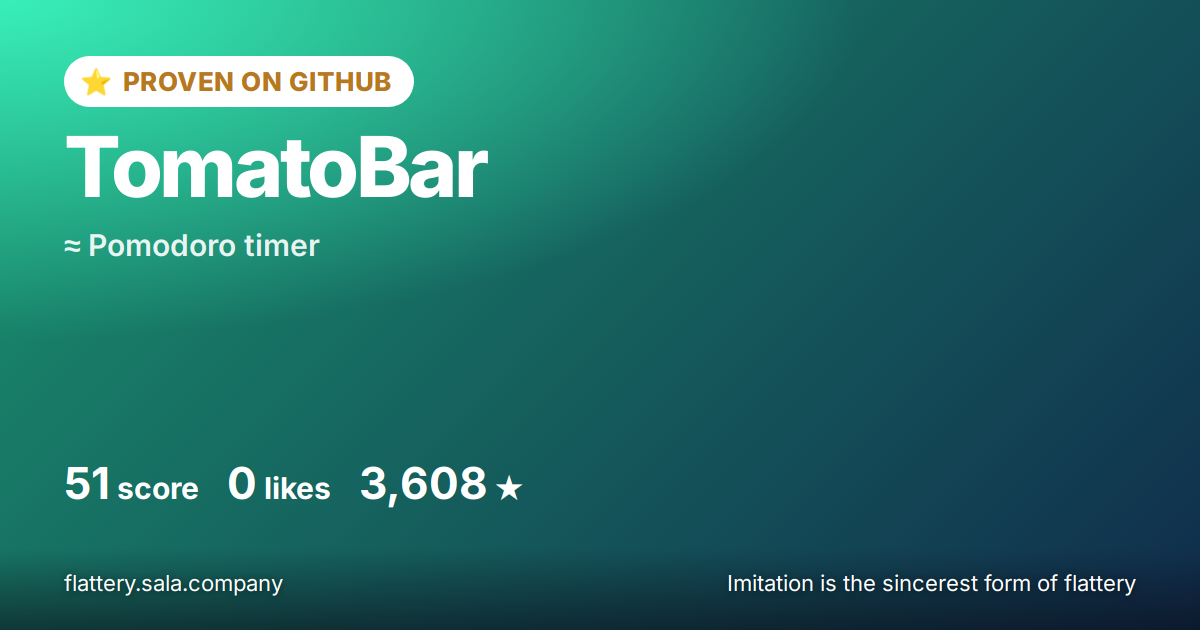 ⭐ PROVEN ON GITHUB
TomatoBar
≈ Pomodoro timer
51 score 0 likes 3,608 ★
flattery.sala.company
Imitation is the sincerest form of flattery